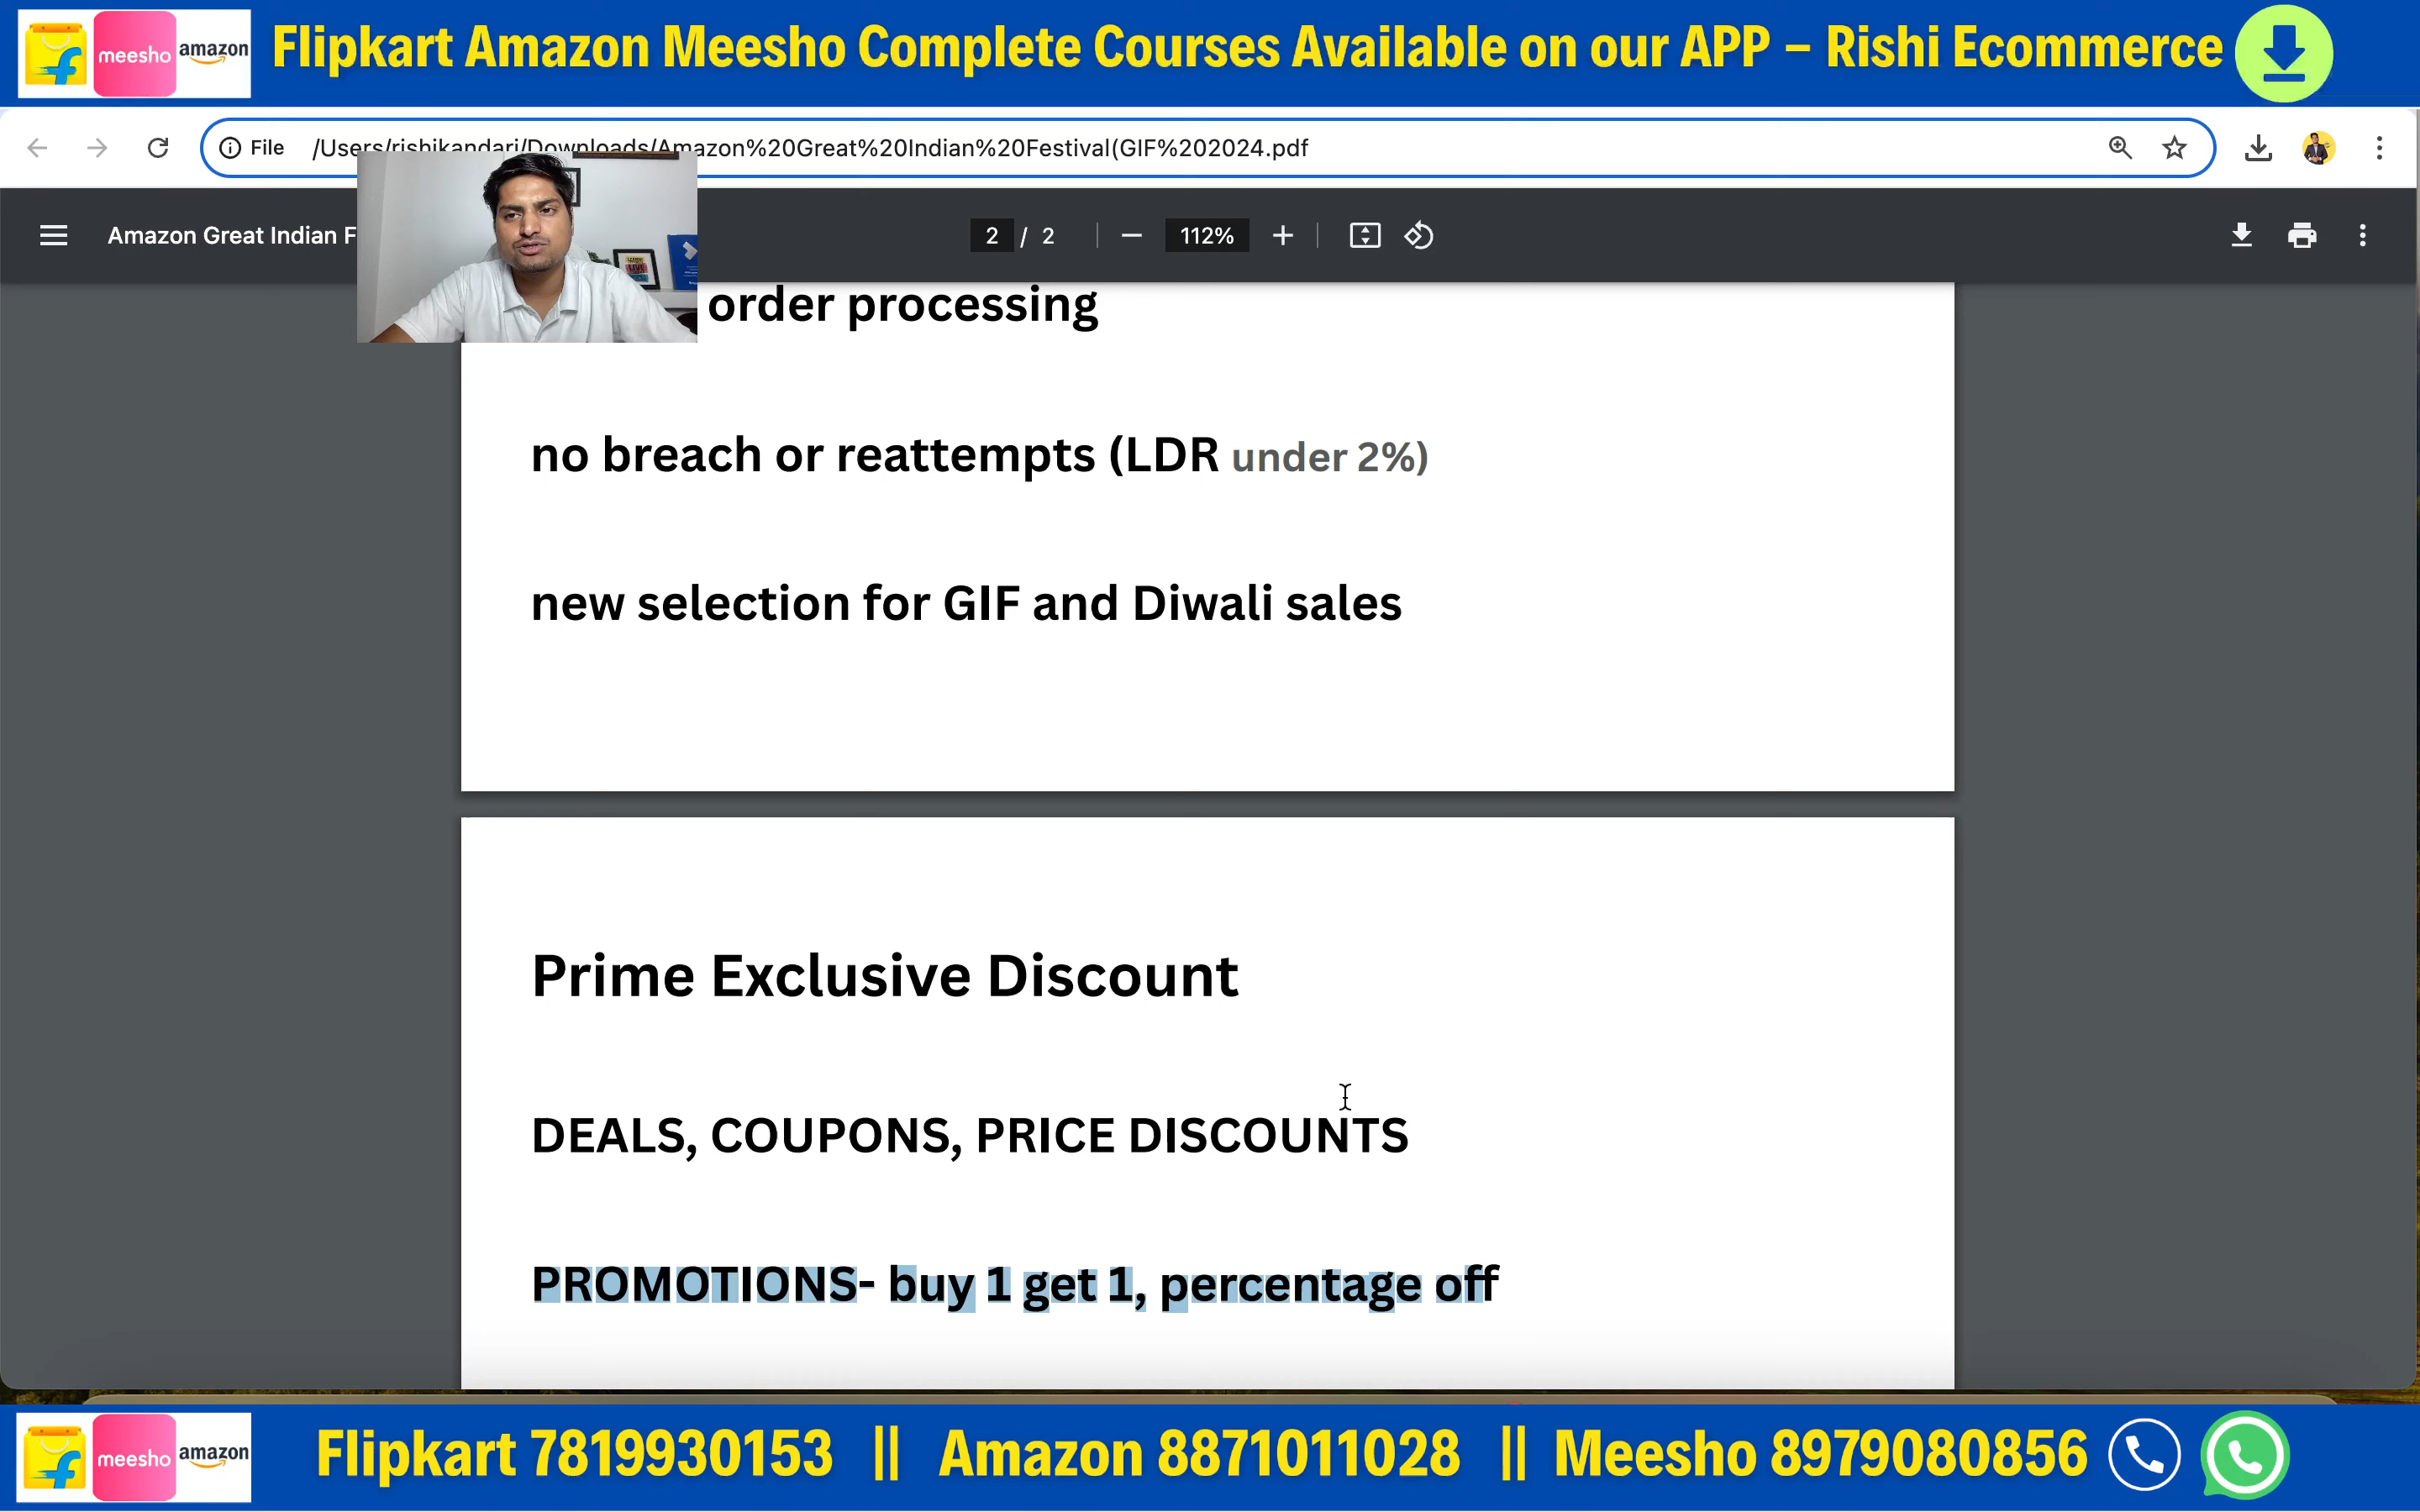 meesho amazon Flipkart Amazon Meesho Complete Courses Available on our APP – Rishi Ecommerce
File /Users/rishikandari/Downloads/Amazon%20Great%20Indian%20Festival(GIF%202024.pdf
Amazon Great Indian F 2 / 2 112%
order processing
no breach or reattempts (LDR under 2%)
new selection for GIF and Diwali sales
Prime Exclusive Discount
DEALS, COUPONS, PRICE DISCOUNTS
PROMOTIONS- buy 1 get 1, percentage off
meesho amazon Flipkart 7819930153 || Amazon 8871011028 || Meesho 8979080856